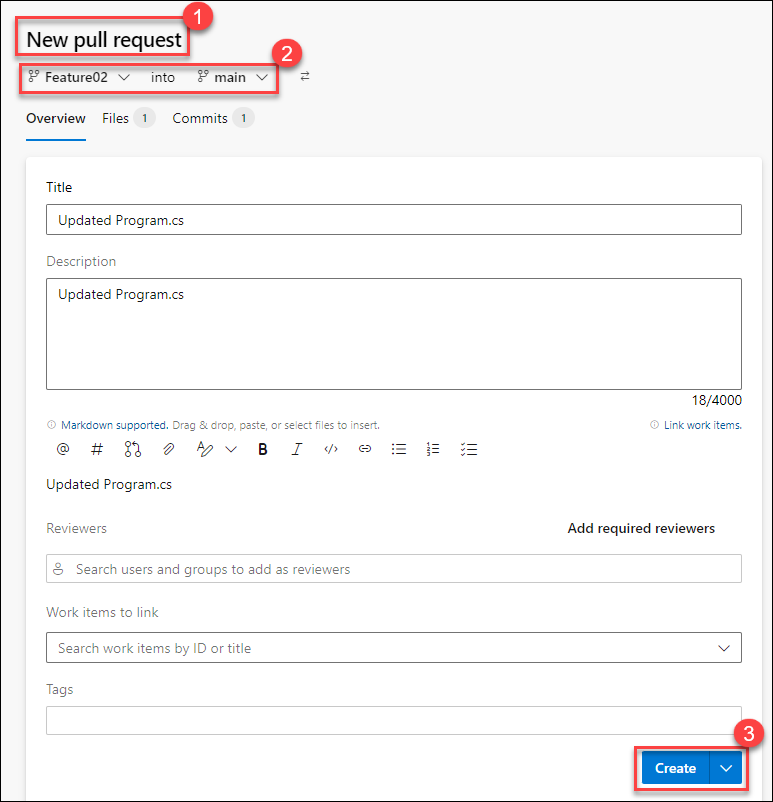 1
New pull request
2
Feature02 into main
Overview Files 1 Commits 1
Title
Updated Program.cs
Description
Updated Program.cs
18/4000
Markdown supported. Drag & drop, paste, or select files to insert. Link work items.
@ # B I </>
Updated Program.cs
Reviewers Add required reviewers
Search users and groups to add as reviewers
Work items to link
Search work items by ID or title
Tags
3
Create